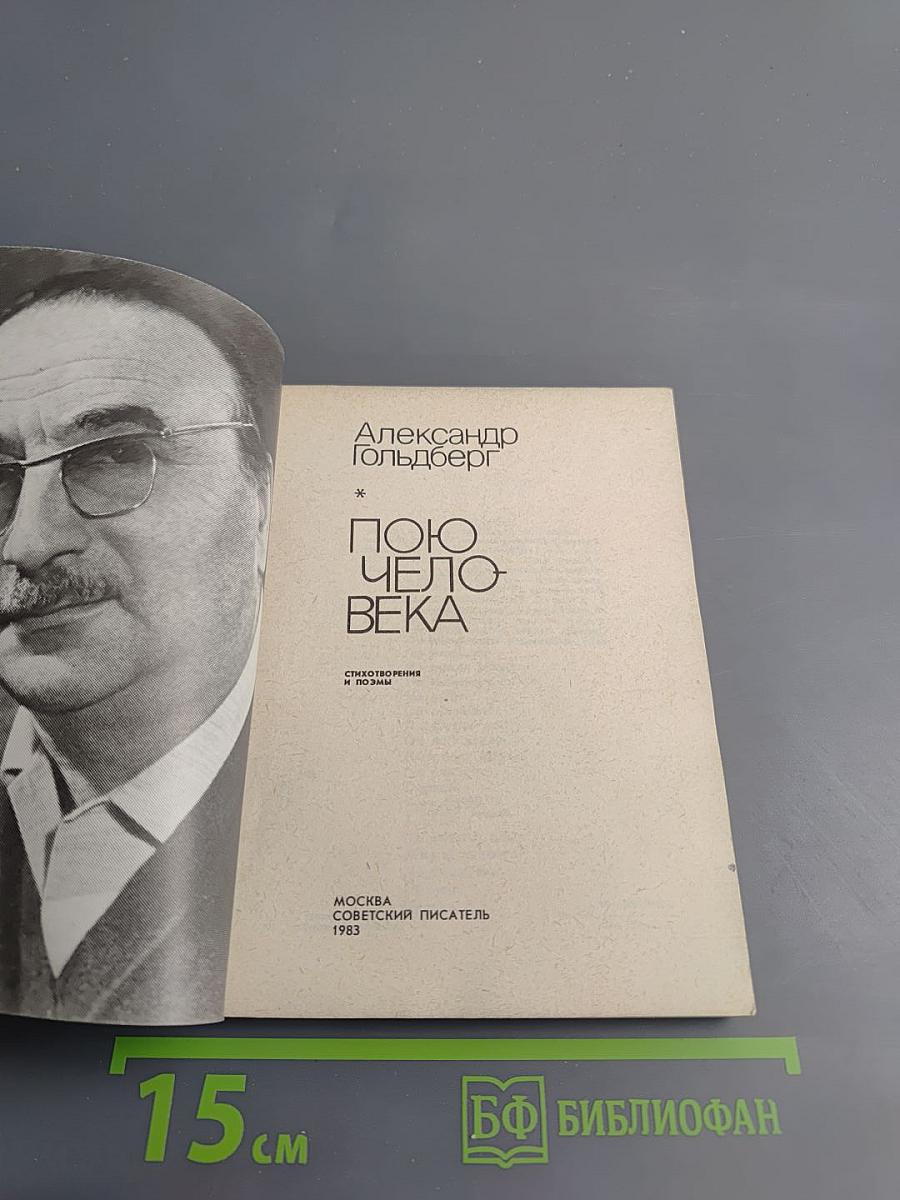 Александр
Гольдберг
*
ПОЮ
ЧЕЛО-
ВЕКА
СТИХОТВОРЕНИЯ
И ПОЭМЫ
МОСКВА
СОВЕТСКИЙ ПИСАТЕЛЬ
1983
15 см
БФ БИБЛИОФАН